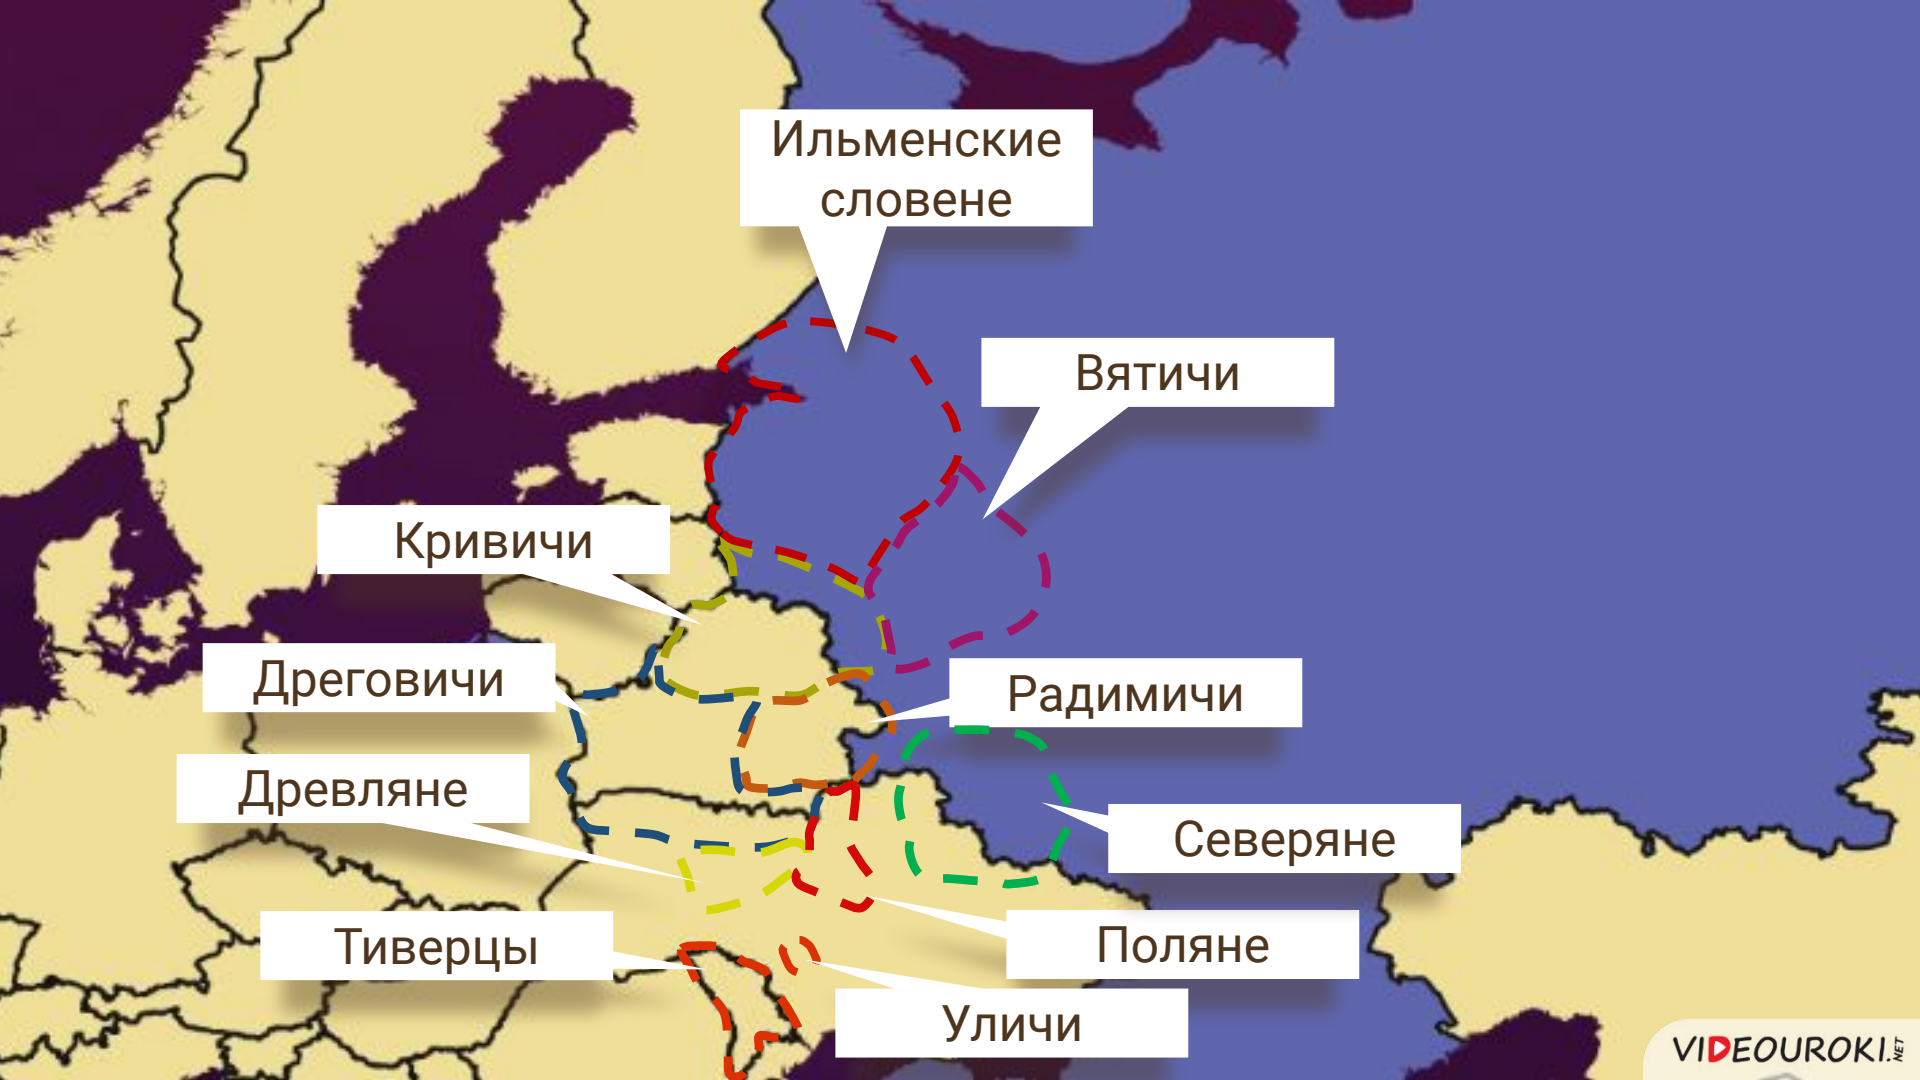 Ильменские
словене
Вятичи
Кривичи
Дреговичи
Радимичи
Древляне
Северяне
Тиверцы
Поляне
Уличи
VIDEOUROKI.NET